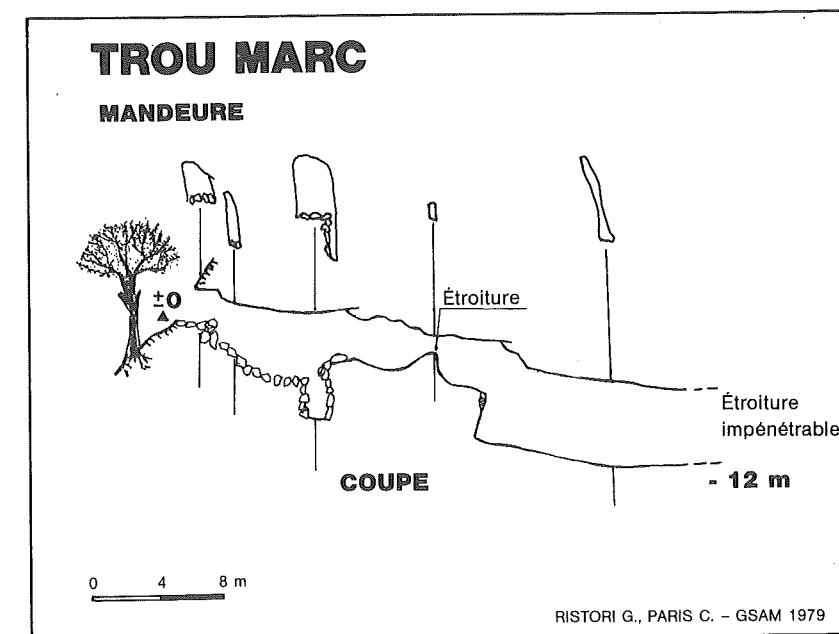 TROU MARC
MANDEURE
±0
Étroiture
Étroiture
impénétrable
- 12 m
COUPE
0 4 8 m
RISTORI G., PARIS C. – GSAM 1979